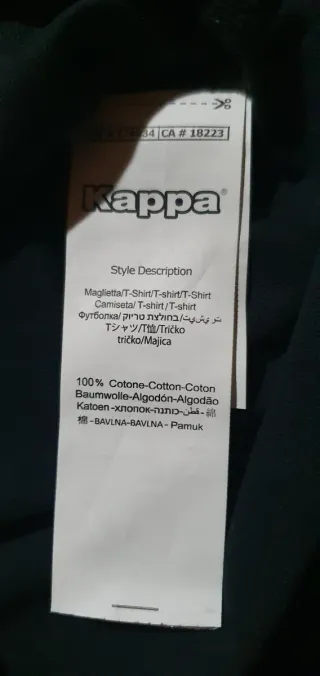 CA # 18223
Kappa®
Style Description
Maglietta/T-Shirt/T-shirt/T-Shirt
Camiseta/ T-shirt / T-shirt
Футболка/ בחולצת טריוק/ تي شيرت
Tシャツ/T恤/Tričko
tričko/Majica
100% Cotone-Cotton-Coton
Baumwolle-Algodón-Algodão
Katoen -хлопок-כותנה-قطن- 綿
棉 -BAVLNA-BAVLNA - Pamuk